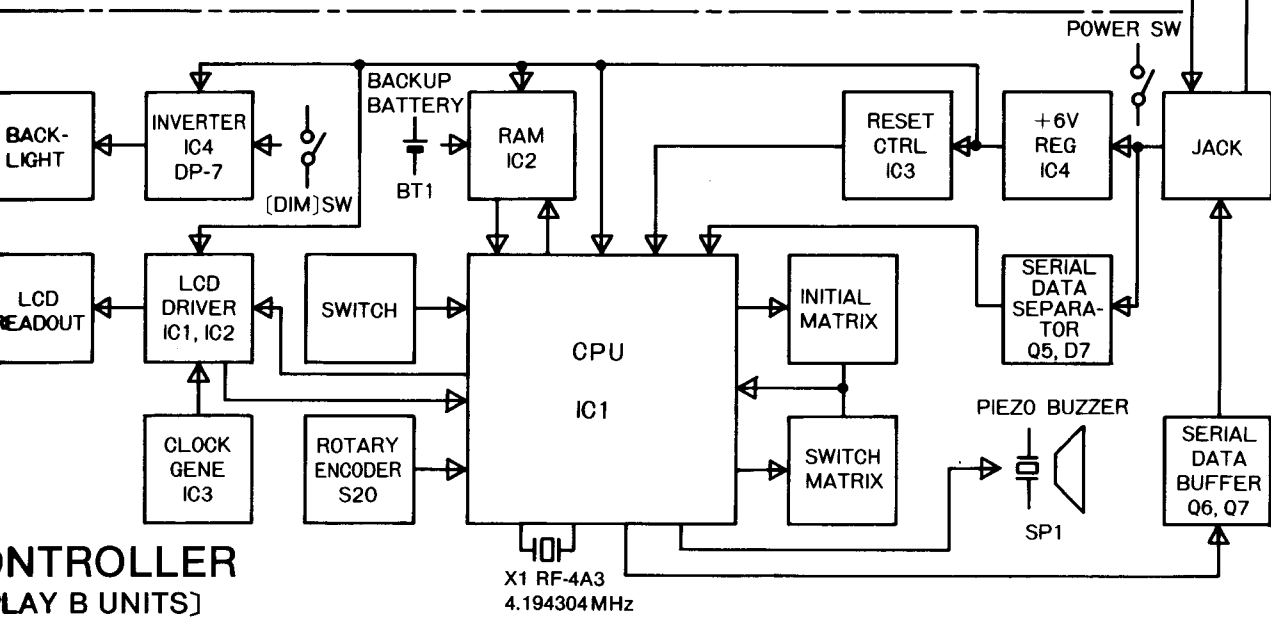 POWER SW
BACKUP
BATTERY
BACK-
LIGHT
INVERTER
IC4
DP-7
[DIM]SW
BT1
RAM
IC2
RESET
CTRL
IC3
+6V
REG
IC4
JACK
LCD
READOUT
LCD
DRIVER
IC1, IC2
SWITCH
CPU
IC1
INITIAL
MATRIX
SERIAL
DATA
SEPARA-
TOR
Q5, D7
CLOCK
GENE
IC3
ROTARY
ENCODER
S20
SWITCH
MATRIX
PIEZO BUZZER
SP1
SERIAL
DATA
BUFFER
Q6, Q7
X1 RF-4A3
4.194304MHz
ONTROLLER
PLAY B UNITS]